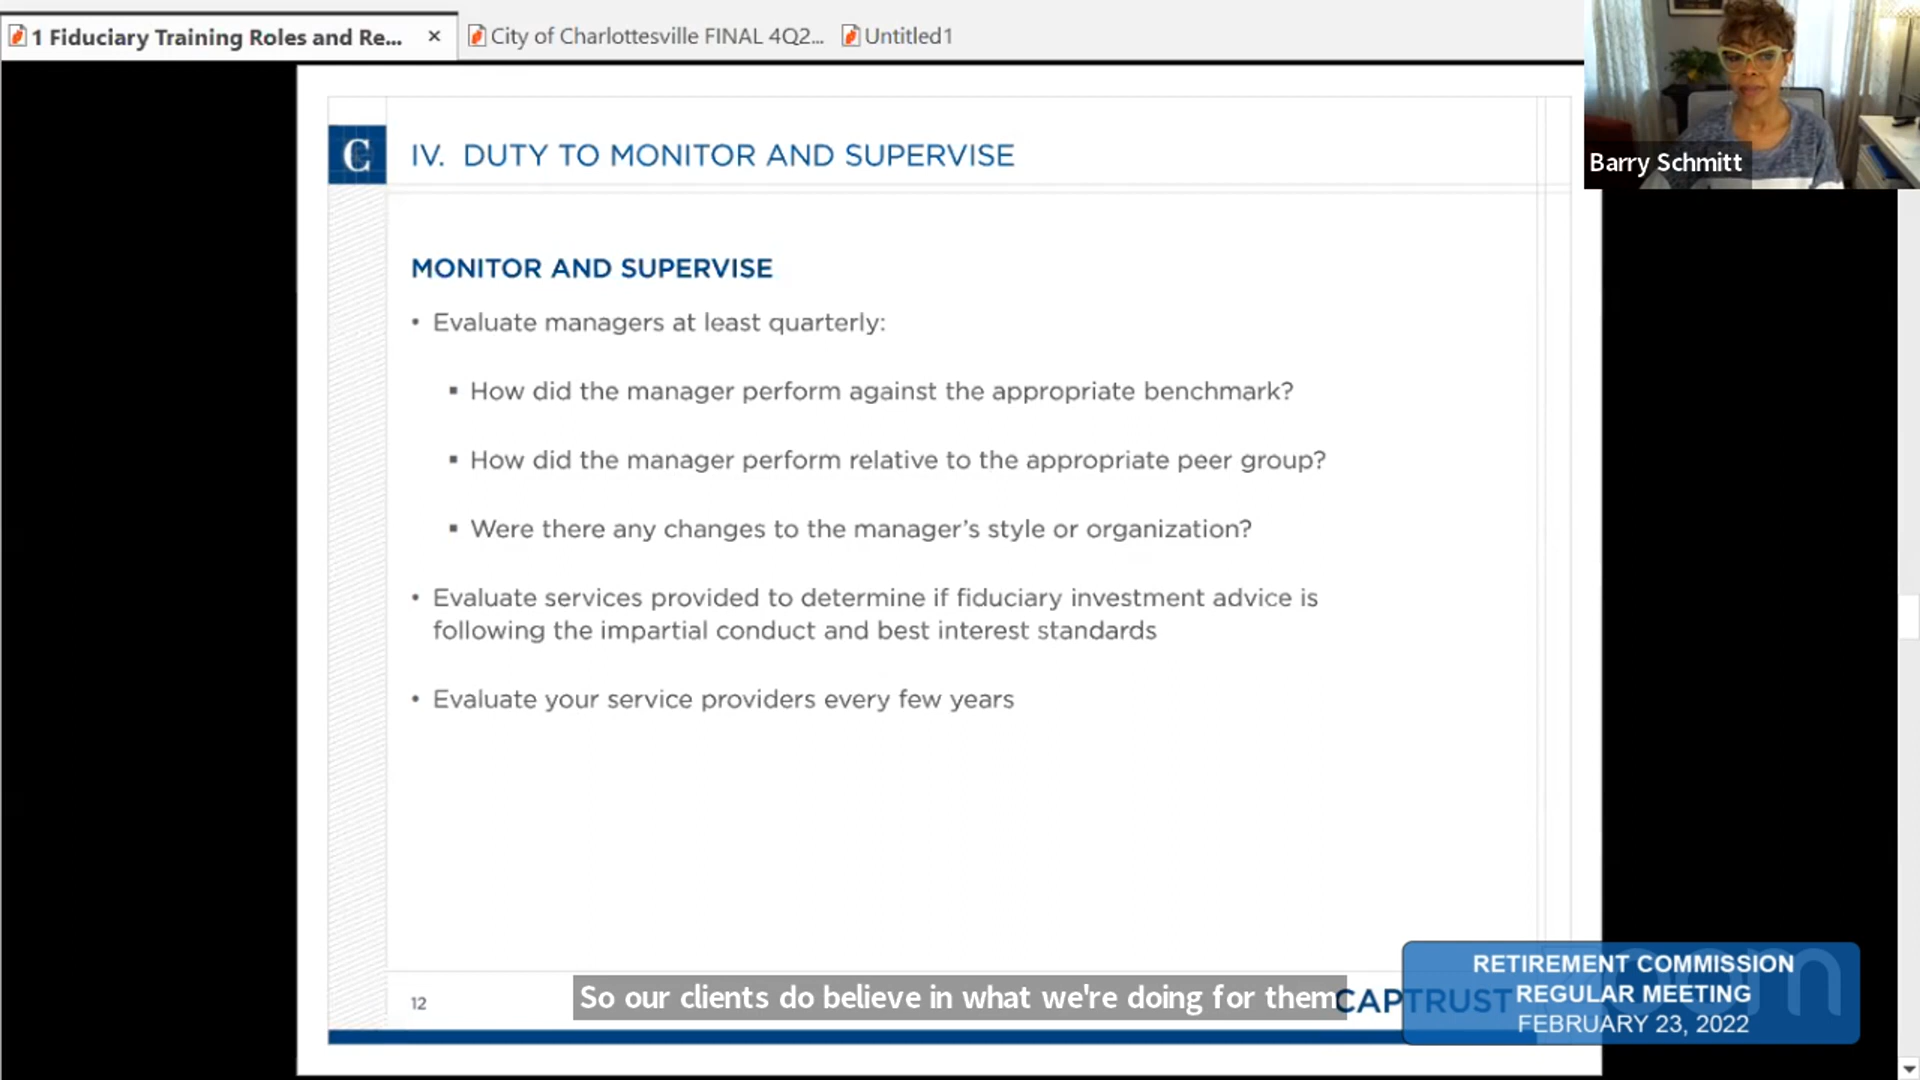 1 Fiduciary Training Roles and Re...
City of Charlottesville FINAL 4Q2...
Untitled1
Barry Schmitt
C
IV. DUTY TO MONITOR AND SUPERVISE
MONITOR AND SUPERVISE
• Evaluate managers at least quarterly:
▪ How did the manager perform against the appropriate benchmark?
▪ How did the manager perform relative to the appropriate peer group?
▪ Were there any changes to the manager’s style or organization?
• Evaluate services provided to determine if fiduciary investment advice is
following the impartial conduct and best interest standards
• Evaluate your service providers every few years
12
So our clients do believe in what we're doing for them
CAPTRUST
RETIREMENT COMMISSION
REGULAR MEETING
FEBRUARY 23, 2022